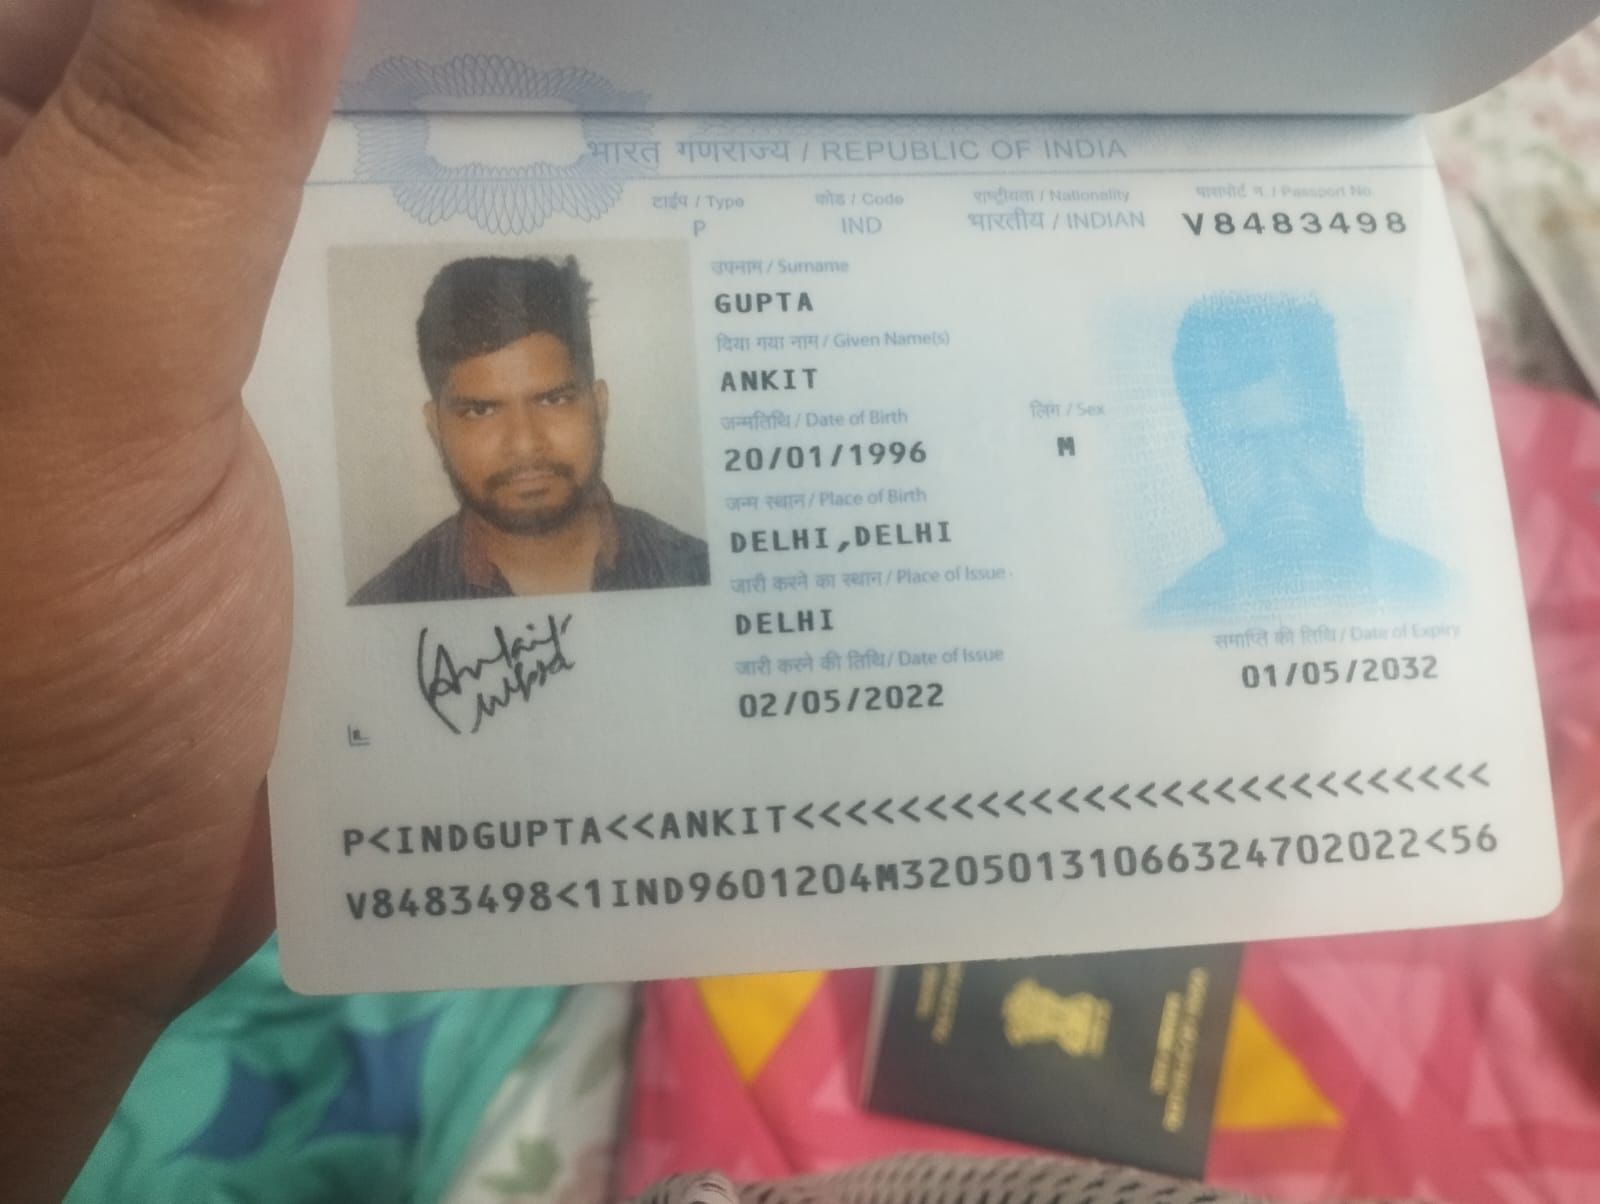 भारत गणराज्य / REPUBLIC OF INDIA
टाईप / Type कोड / Code राष्ट्रीयता / Nationality पासपोर्ट न. / Passport No.
P IND भारतीय / INDIAN V8483498
उपनाम / Surname
GUPTA
दिया गया नाम / Given Name(s)
ANKIT
जन्मतिथि / Date of Birth लिंग / Sex
20/01/1996 M
जन्म स्थान / Place of Birth
DELHI,DELHI
जारी करने का स्थान / Place of Issue
DELHI
जारी करने की तिथि / Date of Issue समाप्ति की तिथि / Date of Expiry
02/05/2022 01/05/2032
Ankit
Gupta
P<INDGUPTA<<ANKIT<<<<<<<<<<<<<<<<<<<<<<<<<<<
V8483498<1IND9601204M32050131066324702022<56